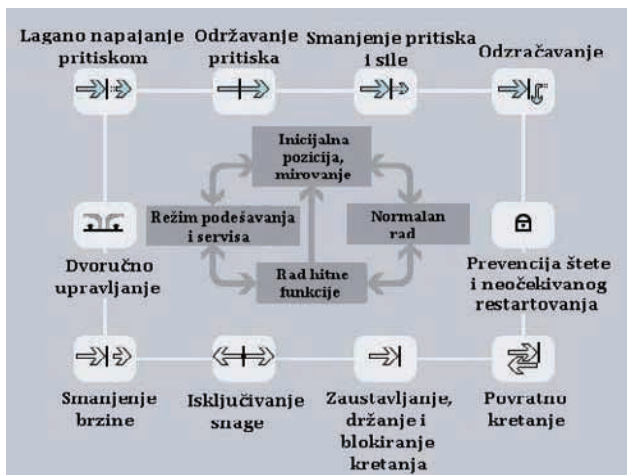 Lagano napajanje
pritiskom
Održavanje
pritiska
Smanjenje pritiska
i sile
Odzračavanje
Inicijalna
pozicija,
mirovanje
Režim podešavanja
i servisa
Normalan
rad
Rad hitne
funkcije
Dvoručno
upravljanje
Prevencija štete
i neočekivanog
restartovanja
Smanjenje
brzine
Isključivanje
snage
Zaustavljanje,
držanje i
blokiranje
kretanja
Povratno
kretanje